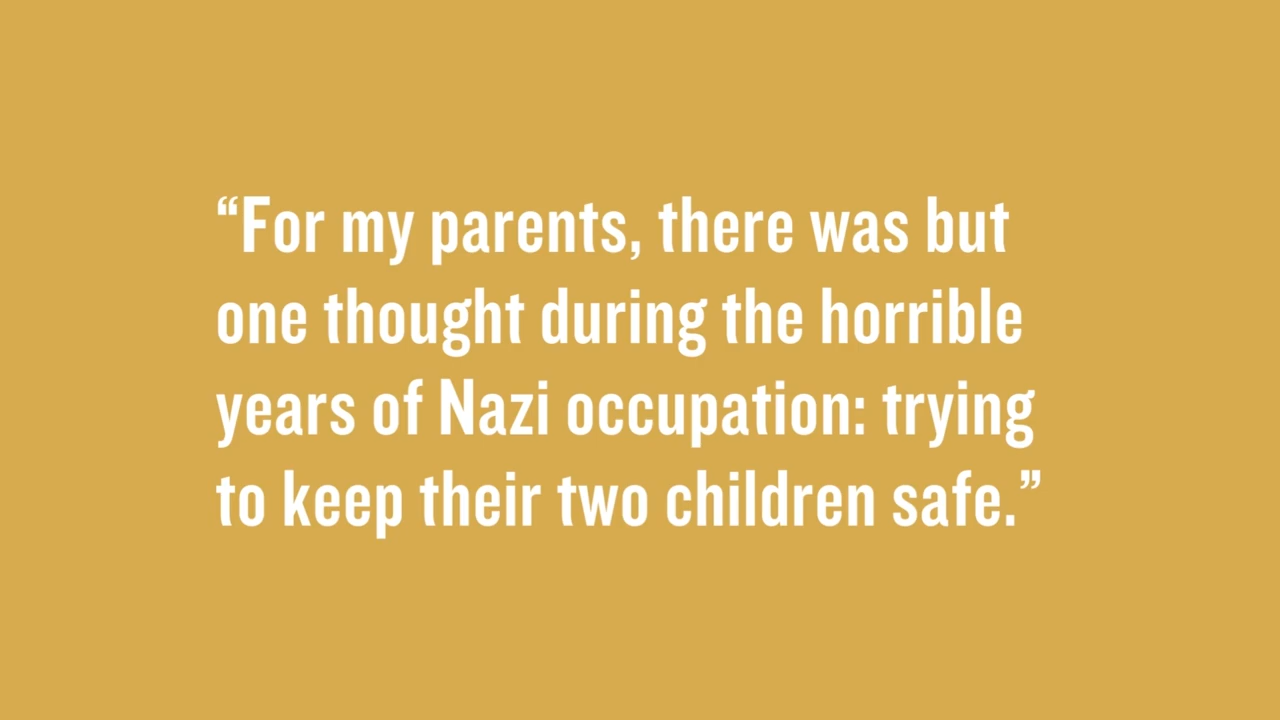 “For my parents, there was but
one thought during the horrible
years of Nazi occupation: trying
to keep their two children safe.”